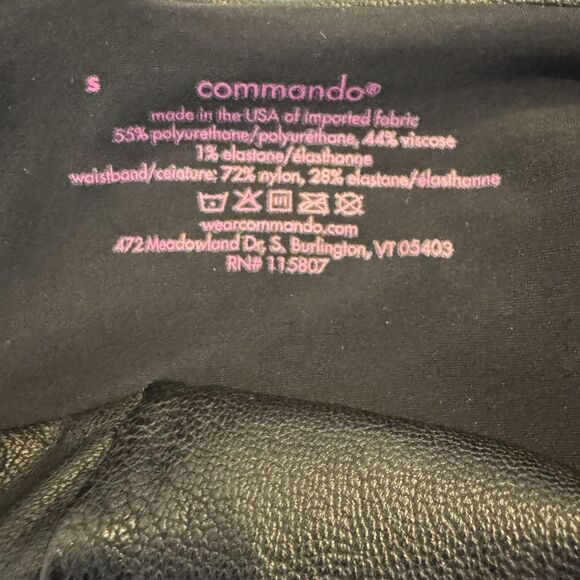 S
commando®
made in the USA of imported fabric
55% polyurethane/polyuréthane, 44% viscose
1% elastane/élasthanne
waistband/ceinture: 72% nylon, 28% elastane/élasthanne
wearcommando.com
472 Meadowland Dr, S. Burlington, VT 05403
RN# 115807